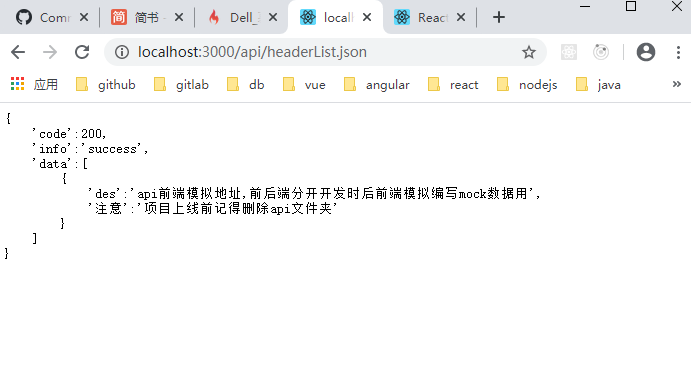 Comm
简 简书 -
Dell_
locall
React
localhost:3000/api/headerList.json
应用 github gitlab db vue angular react nodejs java »
{
'code':200,
'info':'success',
'data':[
{
'des':'api前端模拟地址,前后端分开开发时后前端模拟编写mock数据用',
'注意':'项目上线前记得删除api文件夹'
}
]
}